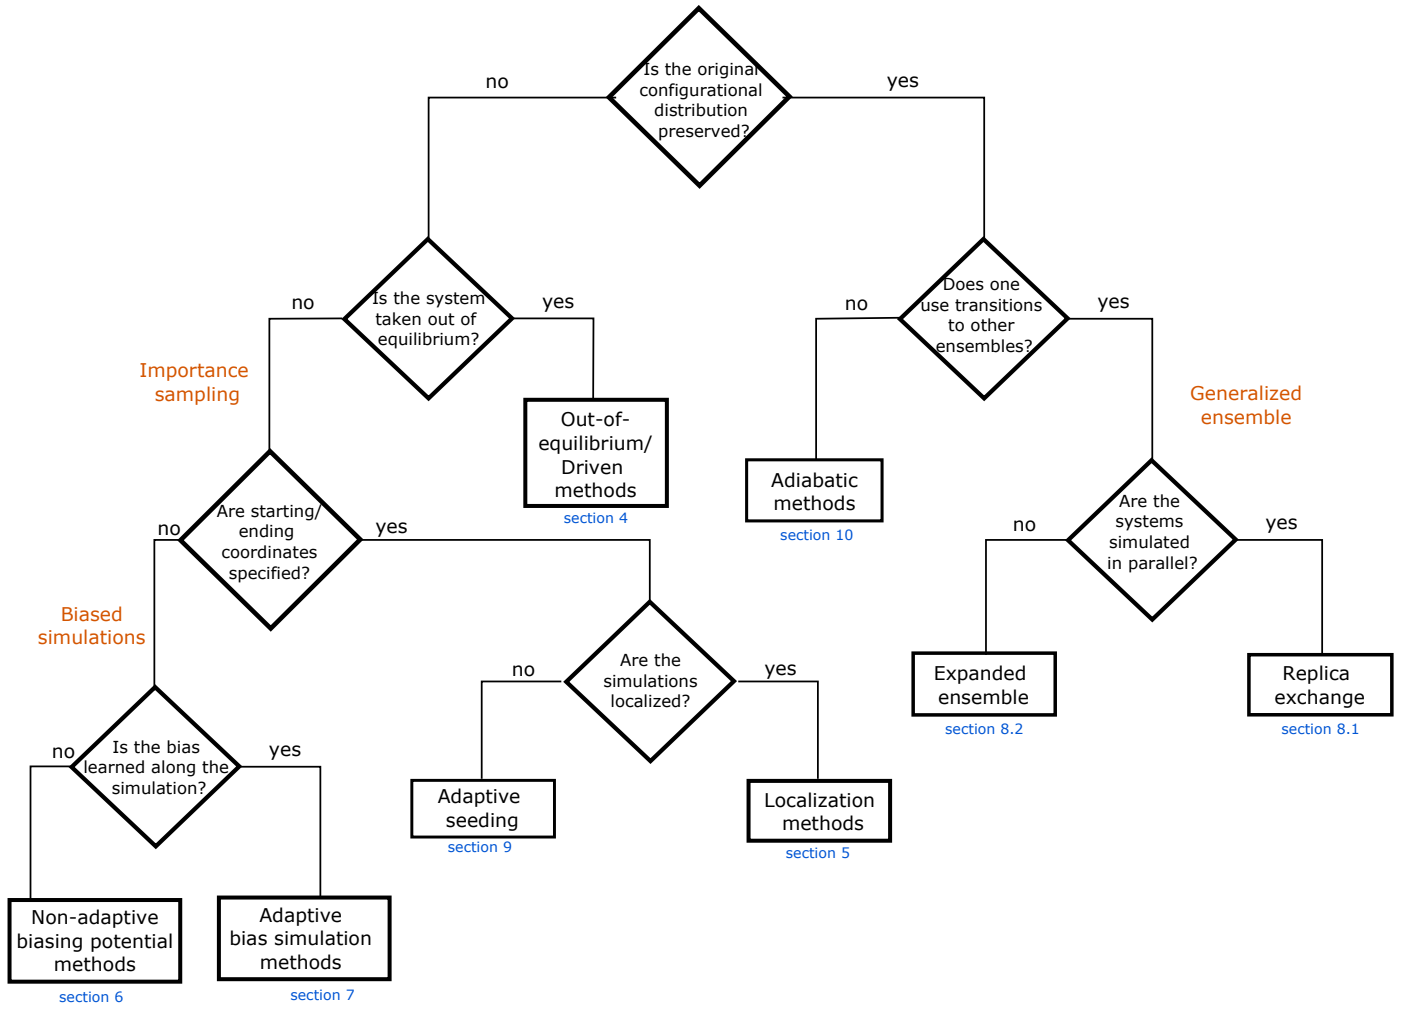 Is the original
configurational
distribution
preserved?
no
yes
Is the system
taken out of
equilibrium?
no
yes
Does one
use transitions
to other
ensembles?
no
yes
Importance
sampling
Generalized
ensemble
Out-of-
equilibrium/
Driven
methods
section 4
Adiabatic
methods
section 10
Are starting/
ending
coordinates
specified?
no
yes
Are the
systems
simulated
in parallel?
no
yes
Biased
simulations
Are the
simulations
localized?
no
yes
Expanded
ensemble
section 8.2
Replica
exchange
section 8.1
Is the bias
learned along the
simulation?
no
yes
Adaptive
seeding
section 9
Localization
methods
section 5
Non-adaptive
biasing potential
methods
section 6
Adaptive
bias simulation
methods
section 7